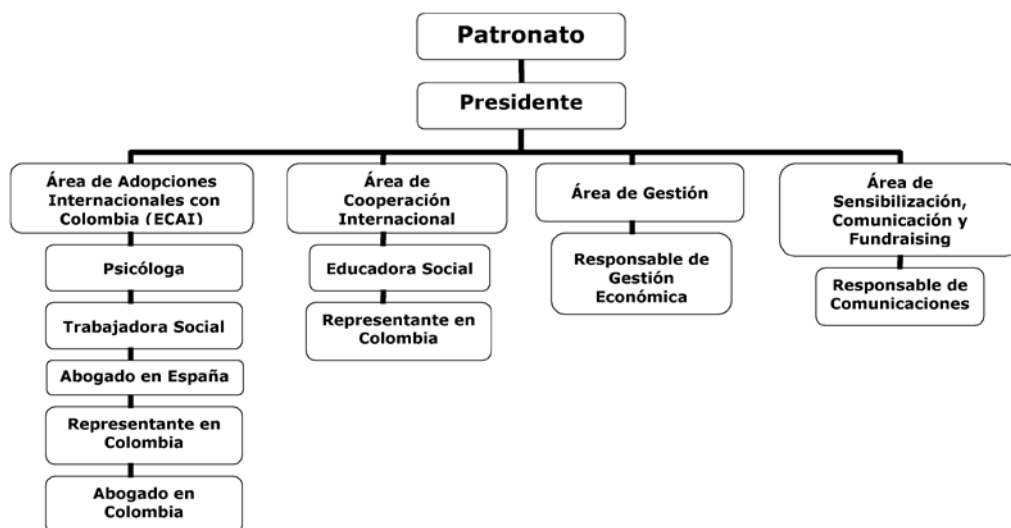 Patronato
Presidente
Área de Adopciones
Internacionales con
Colombia (ECAI)
Psicóloga
Trabajadora Social
Abogado en España
Representante en
Colombia
Abogado en
Colombia
Área de
Cooperación
Internacional
Educadora Social
Representante en
Colombia
Área de Gestión
Responsable de
Gestión
Económica
Área de
Sensibilización,
Comunicación y
Fundraising
Responsable de
Comunicaciones